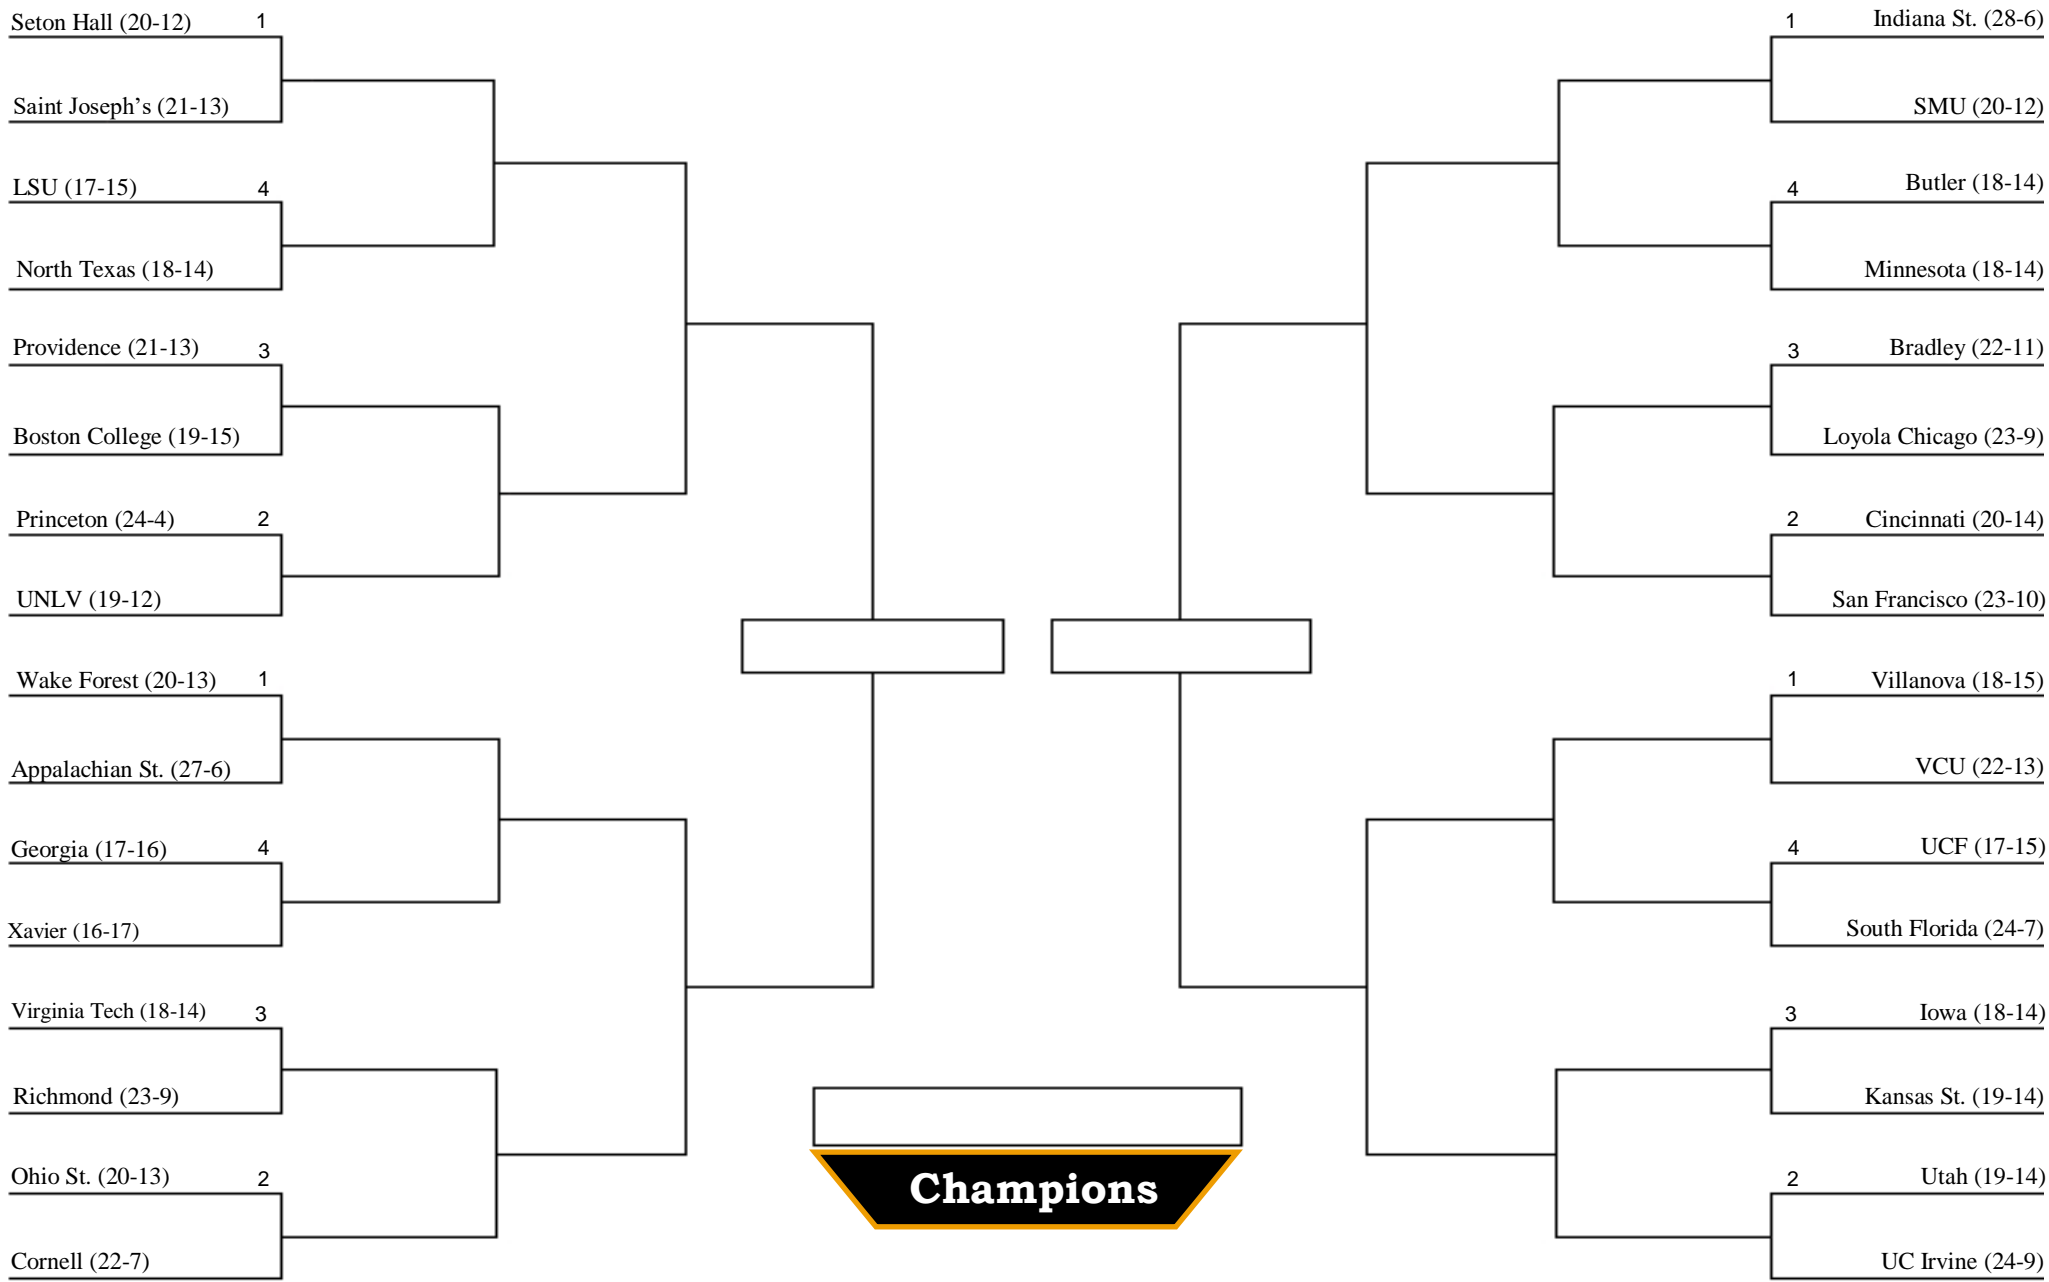 Seton Hall (20-12) 1
Saint Joseph’s (21-13)
LSU (17-15) 4
North Texas (18-14)
Providence (21-13) 3
Boston College (19-15)
Princeton (24-4) 2
UNLV (19-12)
Wake Forest (20-13) 1
Appalachian St. (27-6)
Georgia (17-16) 4
Xavier (16-17)
Virginia Tech (18-14) 3
Richmond (23-9)
Ohio St. (20-13) 2
Cornell (22-7)
1 Indiana St. (28-6)
SMU (20-12)
4 Butler (18-14)
Minnesota (18-14)
3 Bradley (22-11)
Loyola Chicago (23-9)
2 Cincinnati (20-14)
San Francisco (23-10)
1 Villanova (18-15)
VCU (22-13)
4 UCF (17-15)
South Florida (24-7)
3 Iowa (18-14)
Kansas St. (19-14)
2 Utah (19-14)
UC Irvine (24-9)
Champions